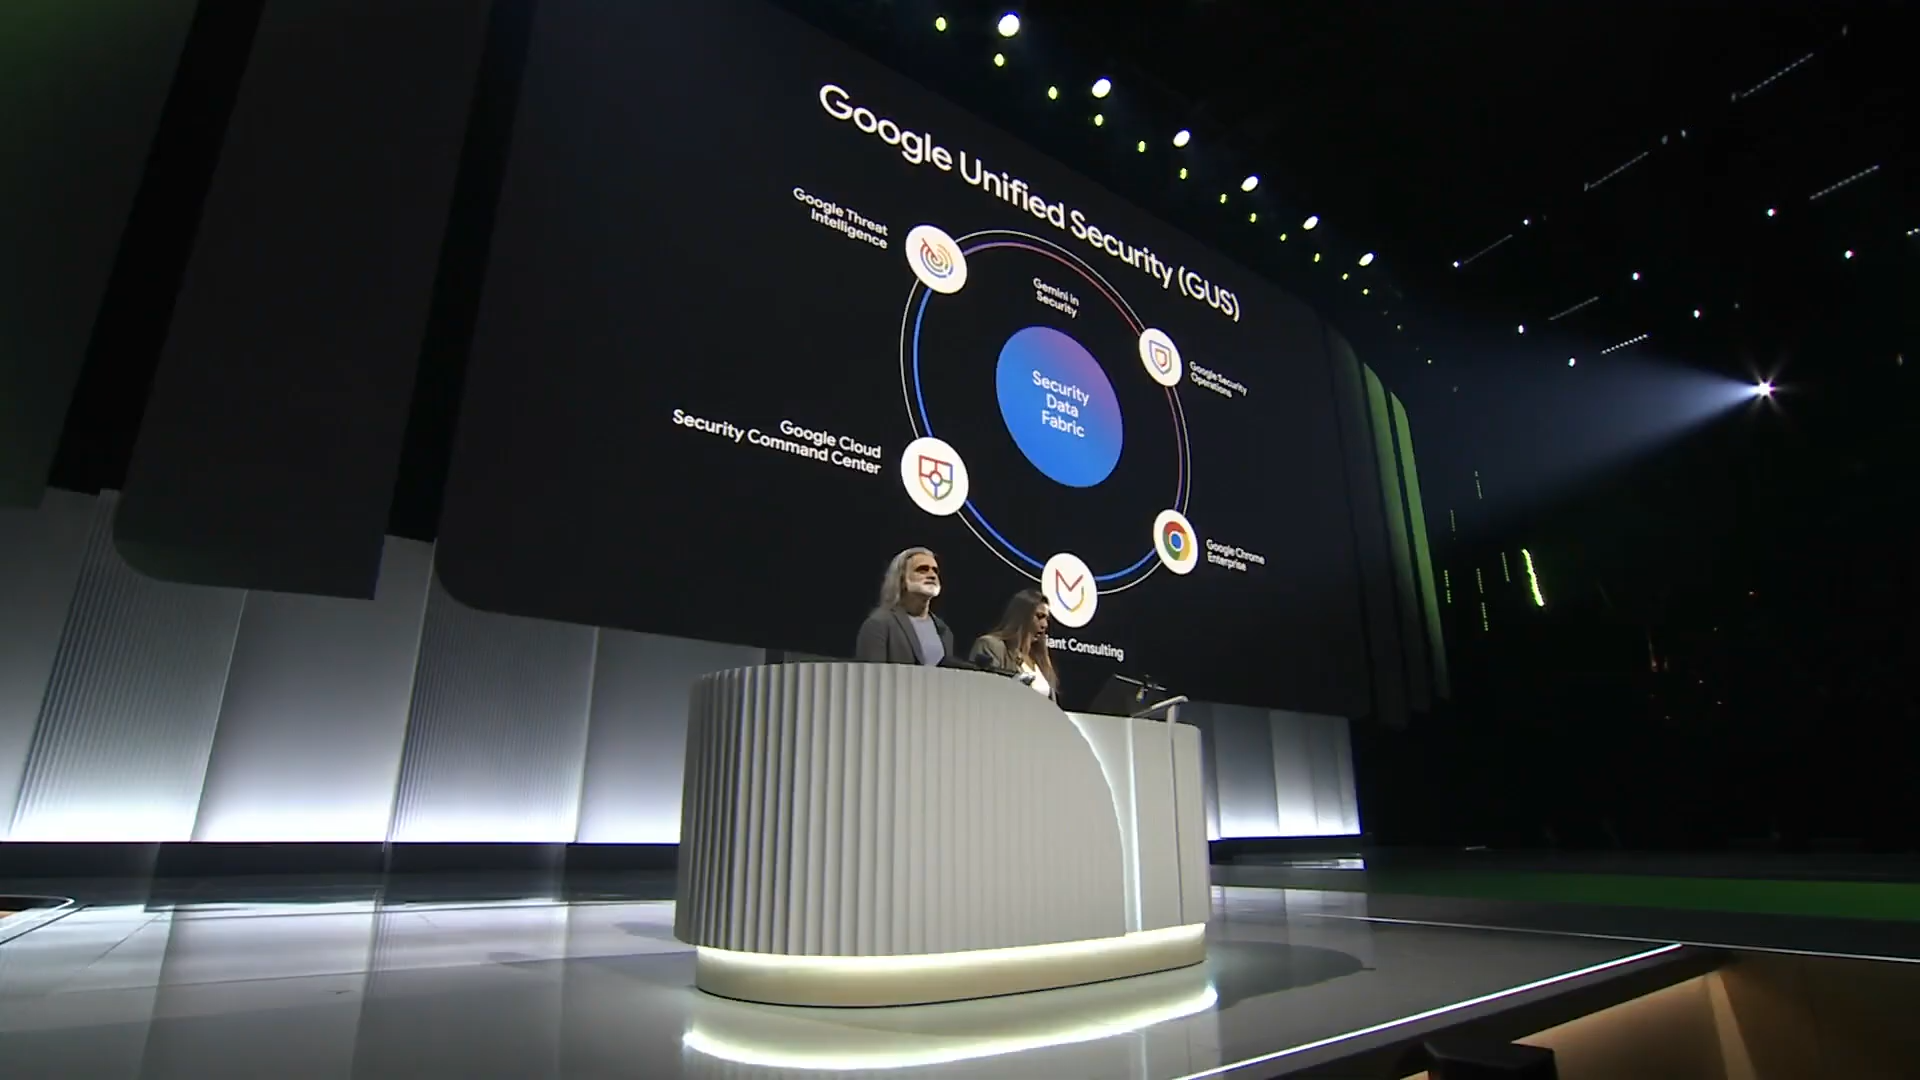 Google Unified Security (GUS)
Google Threat
Intelligence
Gemini in
Security
Google Security
Operations
Security
Data
Fabric
Google Cloud
Security Command Center
Google Chrome
Enterprise
Consulting